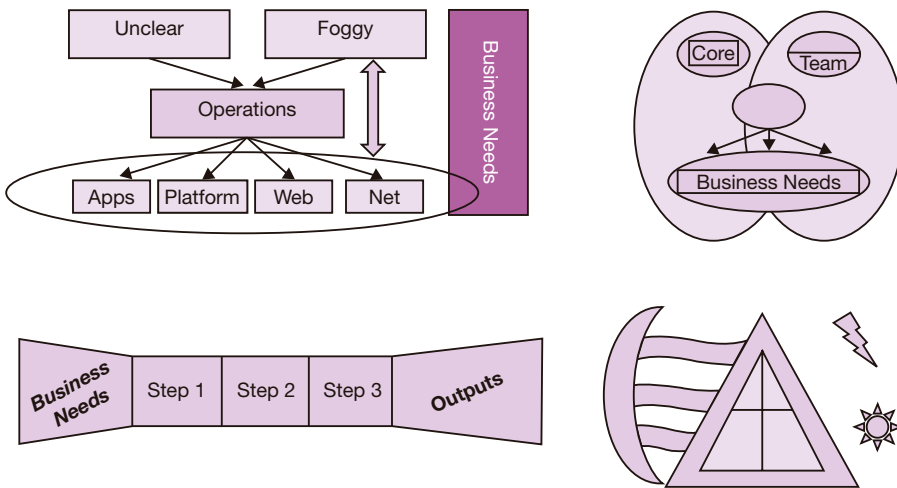 Unclear
Foggy
Operations
Apps
Platform
Web
Net
Business Needs
Core
Team
Business Needs
Business
Needs
Step 1
Step 2
Step 3
Outputs